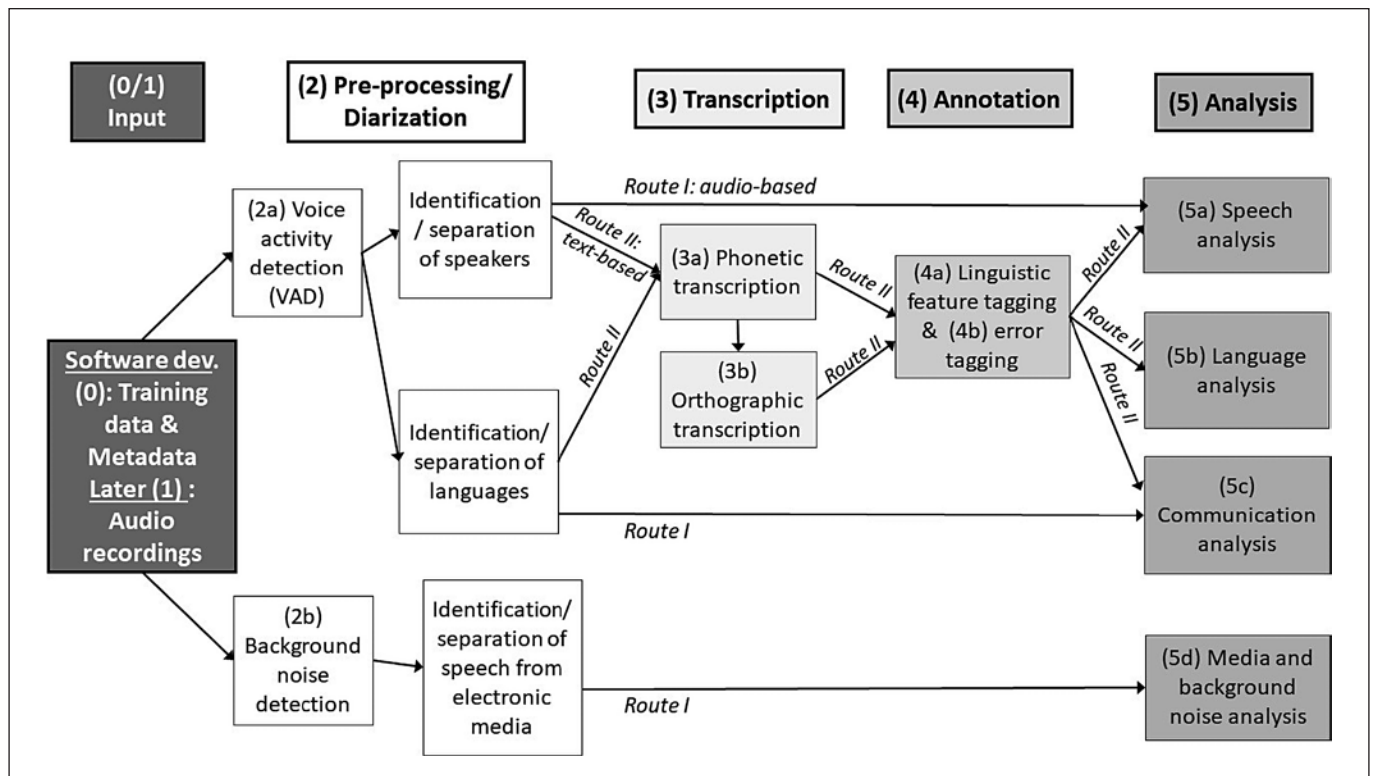 (0/1)
Input
(2) Pre-processing/
Diarization
(3) Transcription
(4) Annotation
(5) Analysis
Software dev.
(0): Training
data &
Metadata
Later (1) :
Audio
recordings
(2a) Voice
activity
detection
(VAD)
Identification
/ separation
of speakers
Identification/
separation of
languages
(2b)
Background
noise
detection
Identification/
separation of
speech from
electronic
media
Route I: audio-based
Route II:
text-based
Route II
Route I
Route I
(3a) Phonetic
transcription
(3b)
Orthographic
transcription
Route II
Route II
(4a) Linguistic
feature tagging
& (4b) error
tagging
Route II
Route II
Route II
(5a) Speech
analysis
(5b) Language
analysis
(5c)
Communication
analysis
(5d) Media and
background
noise analysis